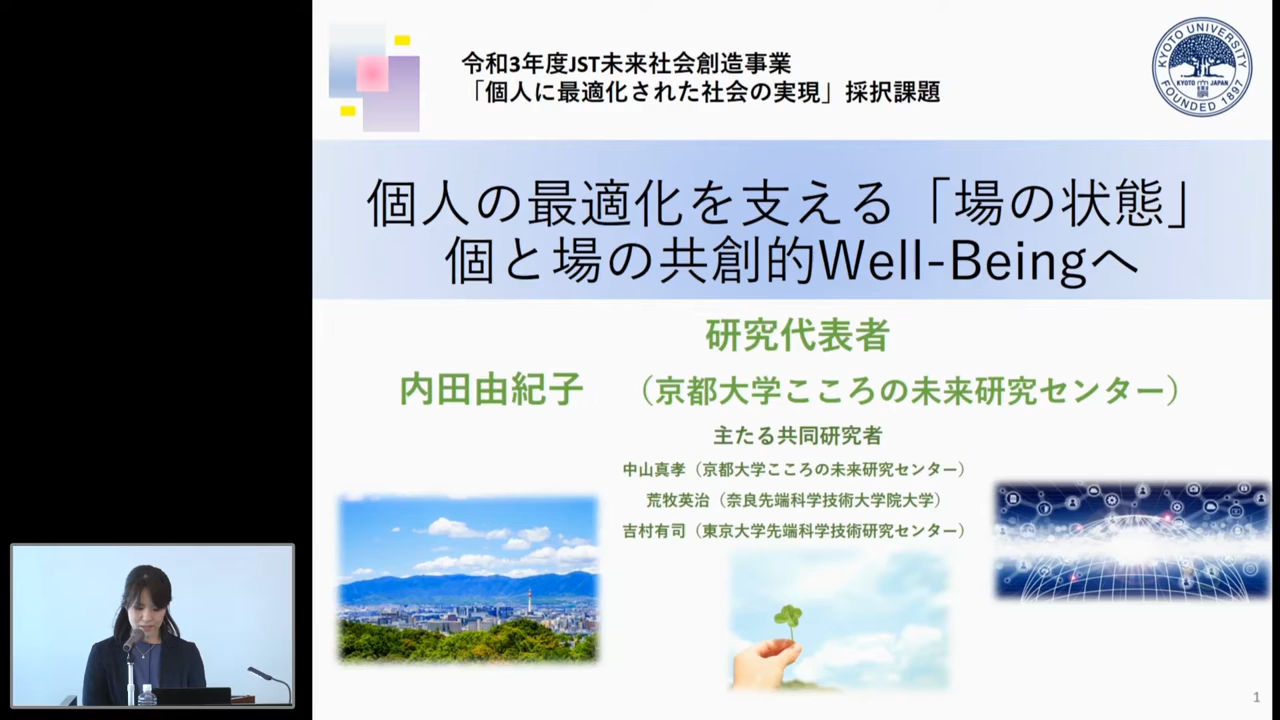 令和3年度JST未来社会創造事業
「個人に最適化された社会の実現」採択課題
KYOTO UNIVERSITY
KYOTO JAPAN
FOUNDED 1897
個人の最適化を支える「場の状態」
個と場の共創的Well-Beingへ
研究代表者
内田由紀子 （京都大学こころの未来研究センター）
主たる共同研究者
中山真孝（京都大学こころの未来研究センター）
荒牧英治（奈良先端科学技術大学院大学）
吉村有司（東京大学先端科学技術研究センター）
1